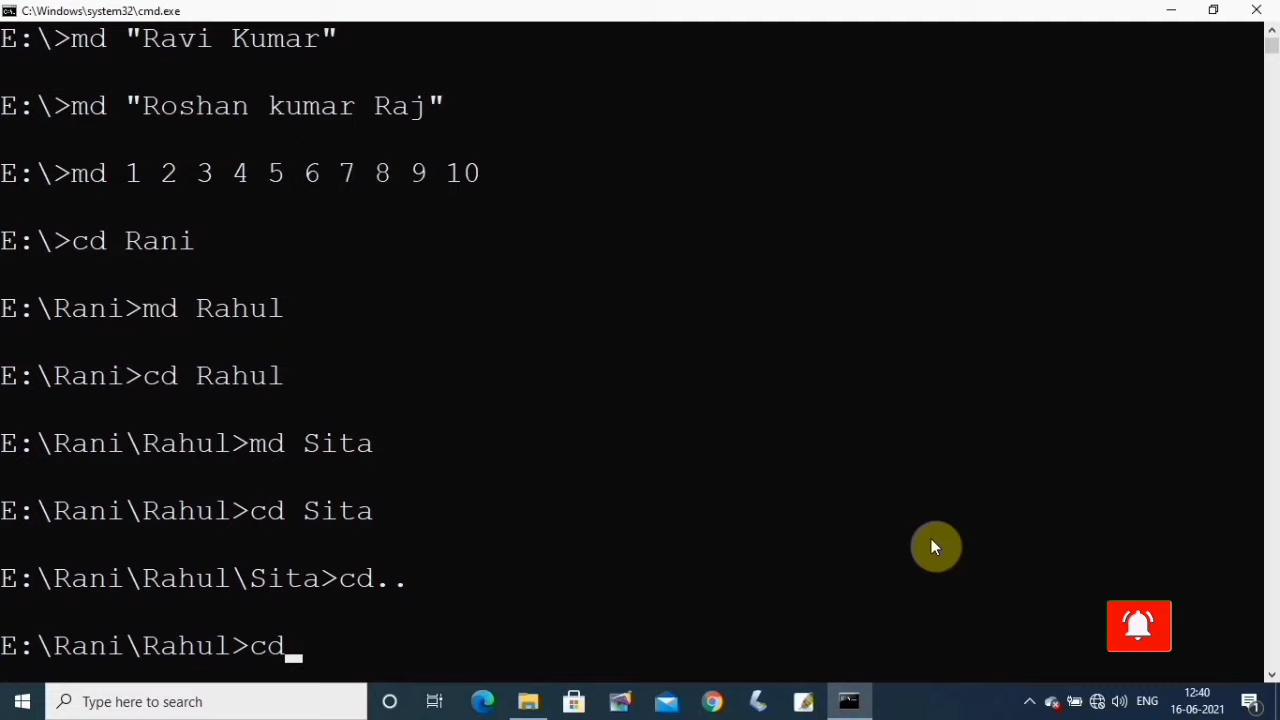 C:\Windows\system32\cmd.exe
E:\>md "Ravi Kumar"
E:\>md "Roshan kumar Raj"
E:\>md 1 2 3 4 5 6 7 8 9 10
E:\>cd Rani
E:\Rani>md Rahul
E:\Rani>cd Rahul
E:\Rani\Rahul>md Sita
E:\Rani\Rahul>cd Sita
E:\Rani\Rahul\Sita>cd..
E:\Rani\Rahul>cd
Type here to search
ENG
12:40
16-06-2021
1